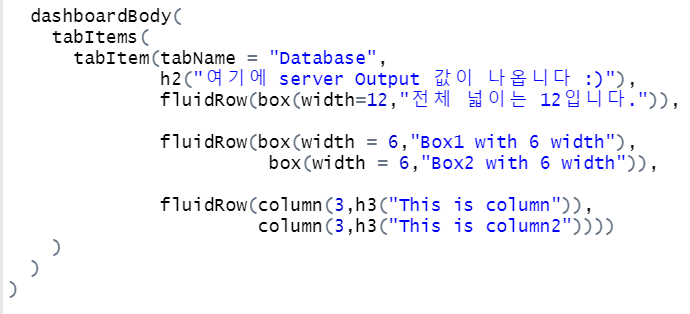 dashboardBody(
tabItems(
tabItem(tabName = "Database",
h2("여기에 server Output 값이 나옵니다 :)"),
fluidRow(box(width=12,"전체 넓이는 12입니다.")),
fluidRow(box(width = 6,"Box1 with 6 width"),
box(width = 6,"Box2 with 6 width")),
fluidRow(column(3,h3("This is column")),
column(3,h3("This is column2"))))
)
)
)